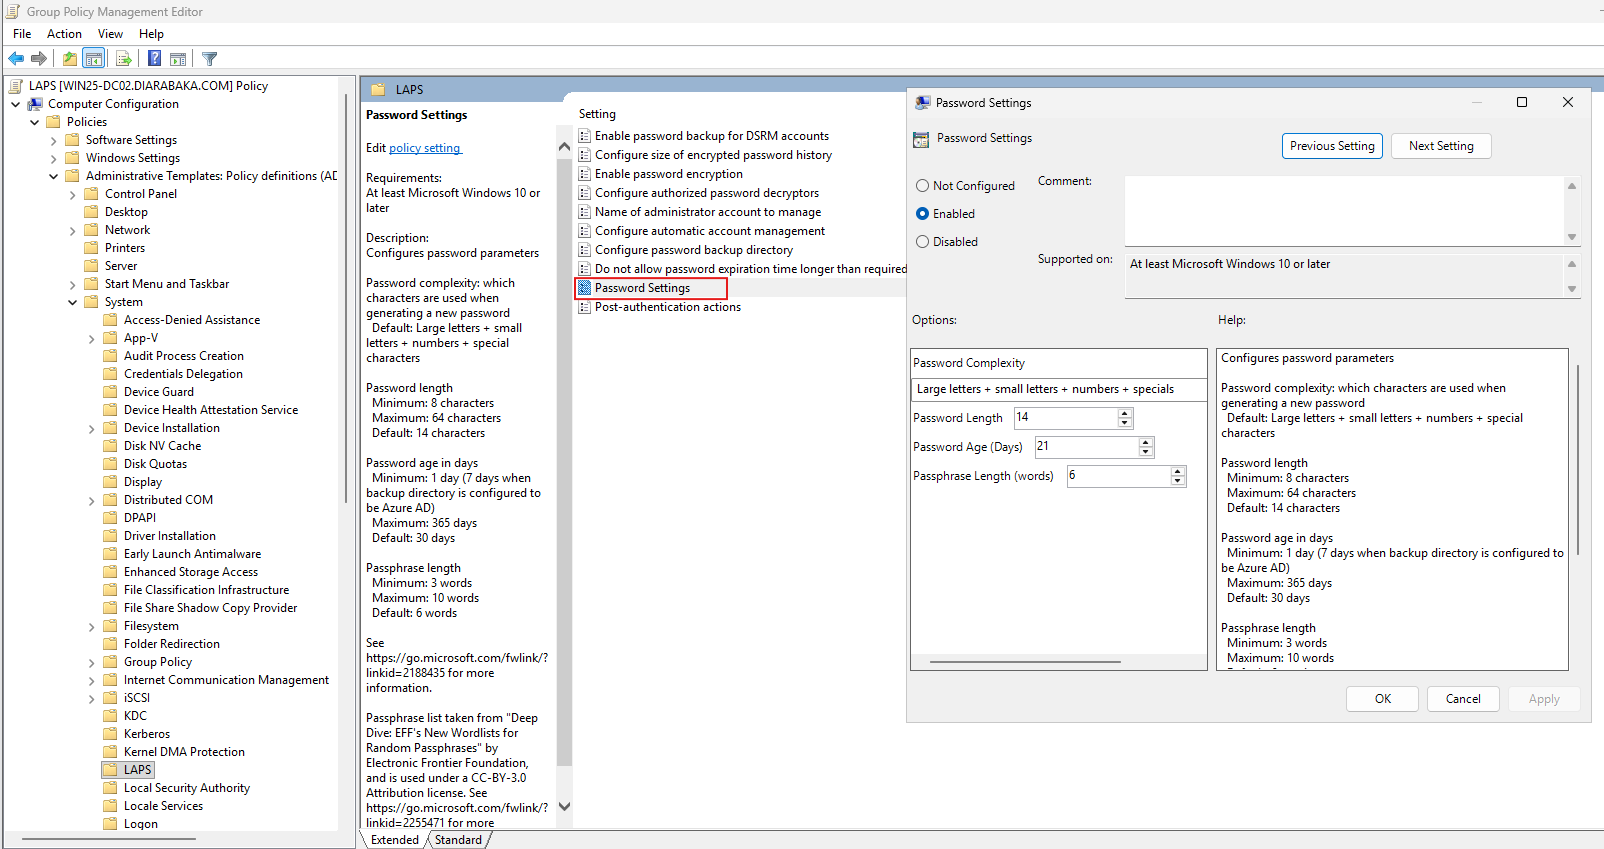 Group Policy Management Editor
File Action View Help
LAPS [WIN25-DC02.DIARABAKA.COM] Policy
Computer Configuration
Policies
Software Settings
Windows Settings
Administrative Templates: Policy definitions (AD
Control Panel
Desktop
Network
Printers
Server
Start Menu and Taskbar
System
Access-Denied Assistance
App-V
Audit Process Creation
Credentials Delegation
Device Guard
Device Health Attestation Service
Device Installation
Disk NV Cache
Disk Quotas
Display
Distributed COM
DPAPI
Driver Installation
Early Launch Antimalware
Enhanced Storage Access
File Classification Infrastructure
File Share Shadow Copy Provider
Filesystem
Folder Redirection
Group Policy
Internet Communication Management
iSCSI
KDC
Kerberos
Kernel DMA Protection
LAPS
Local Security Authority
Locale Services
Logon
LAPS
Password Settings
Edit policy setting
Requirements:
At least Microsoft Windows 10 or
later
Description:
Configures password parameters
Password complexity: which
characters are used when
generating a new password
Default: Large letters + small
letters + numbers + special
characters
Password length
Minimum: 8 characters
Maximum: 64 characters
Default: 14 characters
Password age in days
Minimum: 1 day (7 days when
backup directory is configured to
be Azure AD)
Maximum: 365 days
Default: 30 days
Passphrase length
Minimum: 3 words
Maximum: 10 words
Default: 6 words
See
https://go.microsoft.com/fwlink/?
linkid=2188435 for more
information.
Passphrase list taken from "Deep
Dive: EFF's New Wordlists for
Random Passphrases" by
Electronic Frontier Foundation,
and is used under a CC-BY-3.0
Attribution license. See
https://go.microsoft.com/fwlink/?
linkid=2255471 for more
Extended Standard
Setting
Enable password backup for DSRM accounts
Configure size of encrypted password history
Enable password encryption
Configure authorized password decryptors
Name of administrator account to manage
Configure automatic account management
Configure password backup directory
Do not allow password expiration time longer than required
Password Settings
Post-authentication actions
Password Settings
Password Settings
Previous Setting Next Setting
Not Configured
Enabled
Disabled
Comment:
Supported on:
At least Microsoft Windows 10 or later
Options:
Password Complexity
Large letters + small letters + numbers + specials
Password Length 14
Password Age (Days) 21
Passphrase Length (words) 6
Help:
Configures password parameters
Password complexity: which characters are used when
generating a new password
Default: Large letters + small letters + numbers + special
characters
Password length
Minimum: 8 characters
Maximum: 64 characters
Default: 14 characters
Password age in days
Minimum: 1 day (7 days when backup directory is configured to
be Azure AD)
Maximum: 365 days
Default: 30 days
Passphrase length
Minimum: 3 words
Maximum: 10 words
OK Cancel Apply